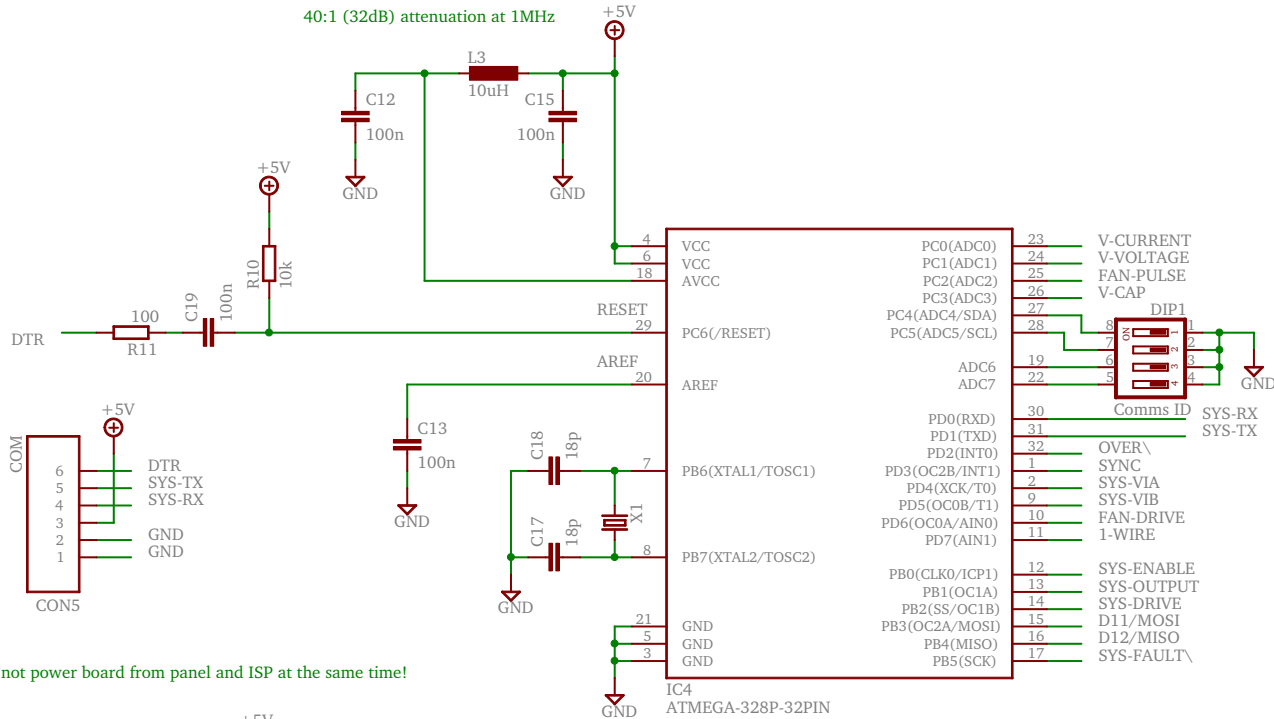 40:1 (32dB) attenuation at 1MHz
+5V
L3
10uH
C12
100n
C15
100n
GND
GND
+5V
R10
10k
C19
100n
100
R11
DTR
RESET
AREF
C13
100n
GND
+5V
COM
6 DTR
5 SYS-TX
4 SYS-RX
3
2 GND
1 GND
CON5
C18
18p
C17
18p
X1
GND
4 VCC
6 VCC
18 AVCC
29 PC6(/RESET)
20 AREF
7 PB6(XTAL1/TOSC1)
8 PB7(XTAL2/TOSC2)
21 GND
5 GND
3 GND
GND
IC4
ATMEGA-328P-32PIN
PC0(ADC0) 23 V-CURRENT
PC1(ADC1) 24 V-VOLTAGE
PC2(ADC2) 25 FAN-PULSE
PC3(ADC3) 26 V-CAP
PC4(ADC4/SDA) 27
PC5(ADC5/SCL) 28
ADC6 19
ADC7 22
DIP1
ON
8 1 1
7 2 2
6 3 3
5 4 4
Comms ID
GND
PD0(RXD) 30 SYS-RX
PD1(TXD) 31 SYS-TX
PD2(INT0) 32 OVER\
PD3(OC2B/INT1) 1 SYNC
PD4(XCK/T0) 2 SYS-VIA
PD5(OC0B/T1) 9 SYS-VIB
PD6(OC0A/AIN0) 10 FAN-DRIVE
PD7(AIN1) 11 1-WIRE
PB0(CLK0/ICP1) 12 SYS-ENABLE
PB1(OC1A) 13 SYS-OUTPUT
PB2(SS/OC1B) 14 SYS-DRIVE
PB3(OC2A/MOSI) 15 D11/MOSI
PB4(MISO) 16 D12/MISO
PB5(SCK) 17 SYS-FAULT\
not power board from panel and ISP at the same time!
+5V